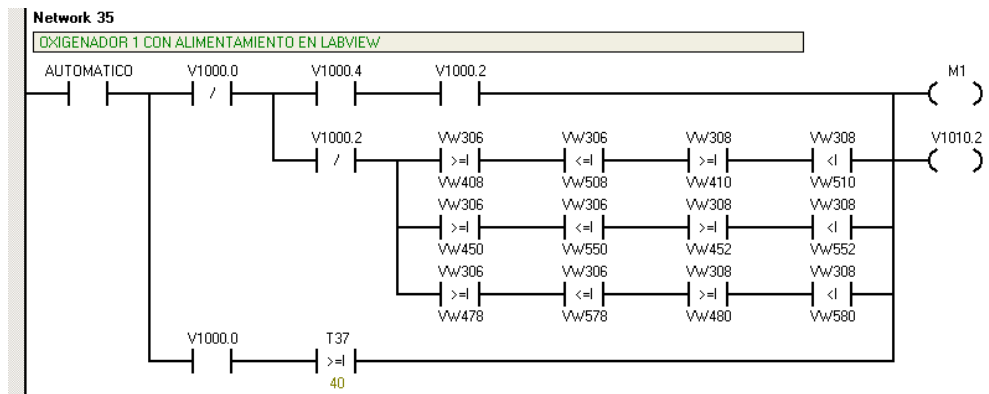 Network 35
OXIGENADOR 1 CON ALIMENTAMIENTO EN LABVIEW
AUTOMATICO V1000.0 V1000.4 V1000.2 M1
/
V1000.2 VW306 VW306 VW308 VW308 V1010.2
/ >=I <=I >=I <I
VW408 VW508 VW410 VW510
VW306 VW306 VW308 VW308
>=I <=I >=I <I
VW450 VW550 VW452 VW552
VW306 VW306 VW308 VW308
>=I <=I >=I <I
VW478 VW578 VW480 VW580
V1000.0 T37
>=I
40